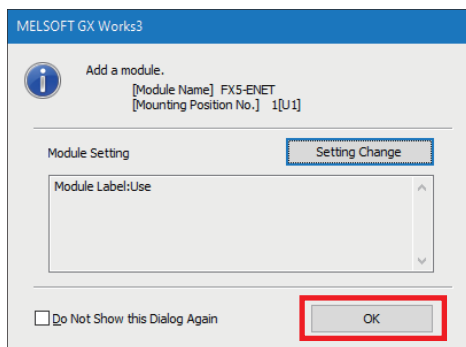 MELSOFT GX Works3
Add a module.
[Module Name] FX5-ENET
[Mounting Position No.] 1[U1]
Module Setting
Setting Change
Module Label:Use
Do Not Show this Dialog Again
OK